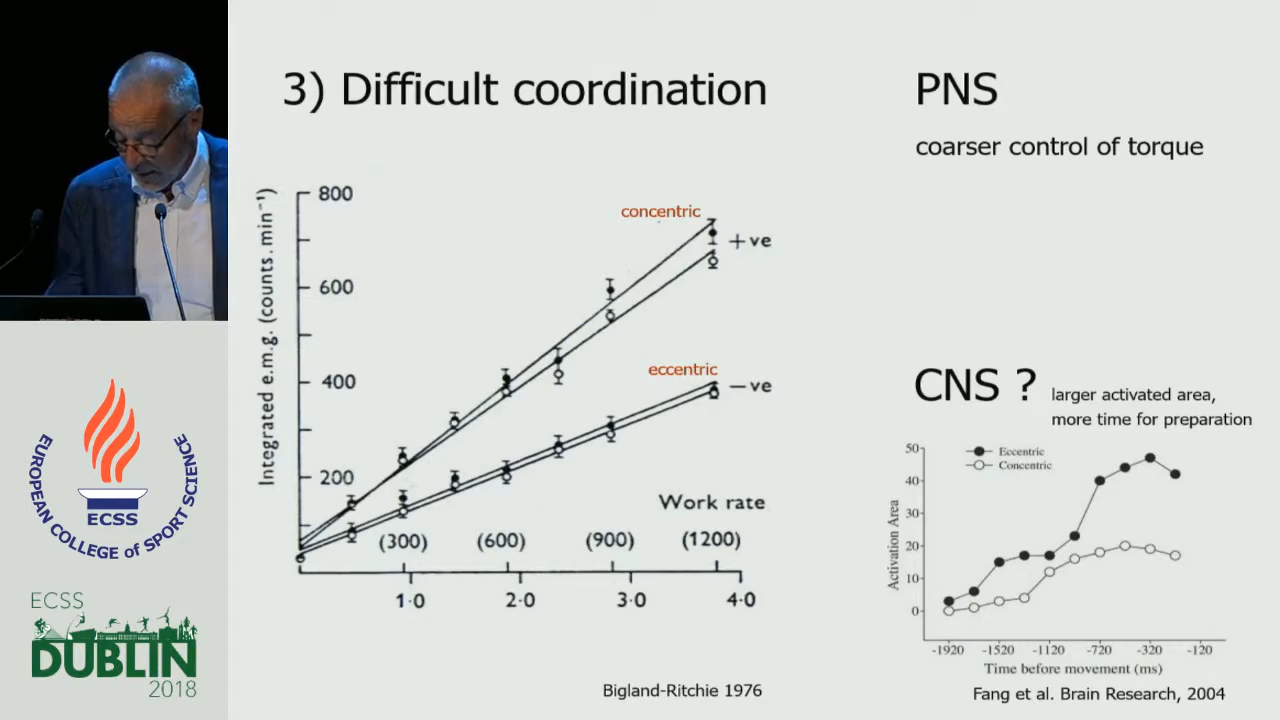 3) Difficult coordination
PNS
coarser control of torque
Integrated e.m.g. (counts.min⁻¹)
800
600
400
200
concentric
+ve
eccentric
−ve
Work rate
(300) (600) (900) (1200)
1·0 2·0 3·0 4·0
Bigland-Ritchie 1976
CNS ?
larger activated area,
more time for preparation
Eccentric
Concentric
Activation Area
50
40
30
20
10
0
-1920 -1520 -1120 -720 -320 -120
Time before movement (ms)
Fang et al. Brain Research, 2004
EUROPEAN COLLEGE of SPORT SCIENCE
ECSS
ECSS
DUBLIN
2018